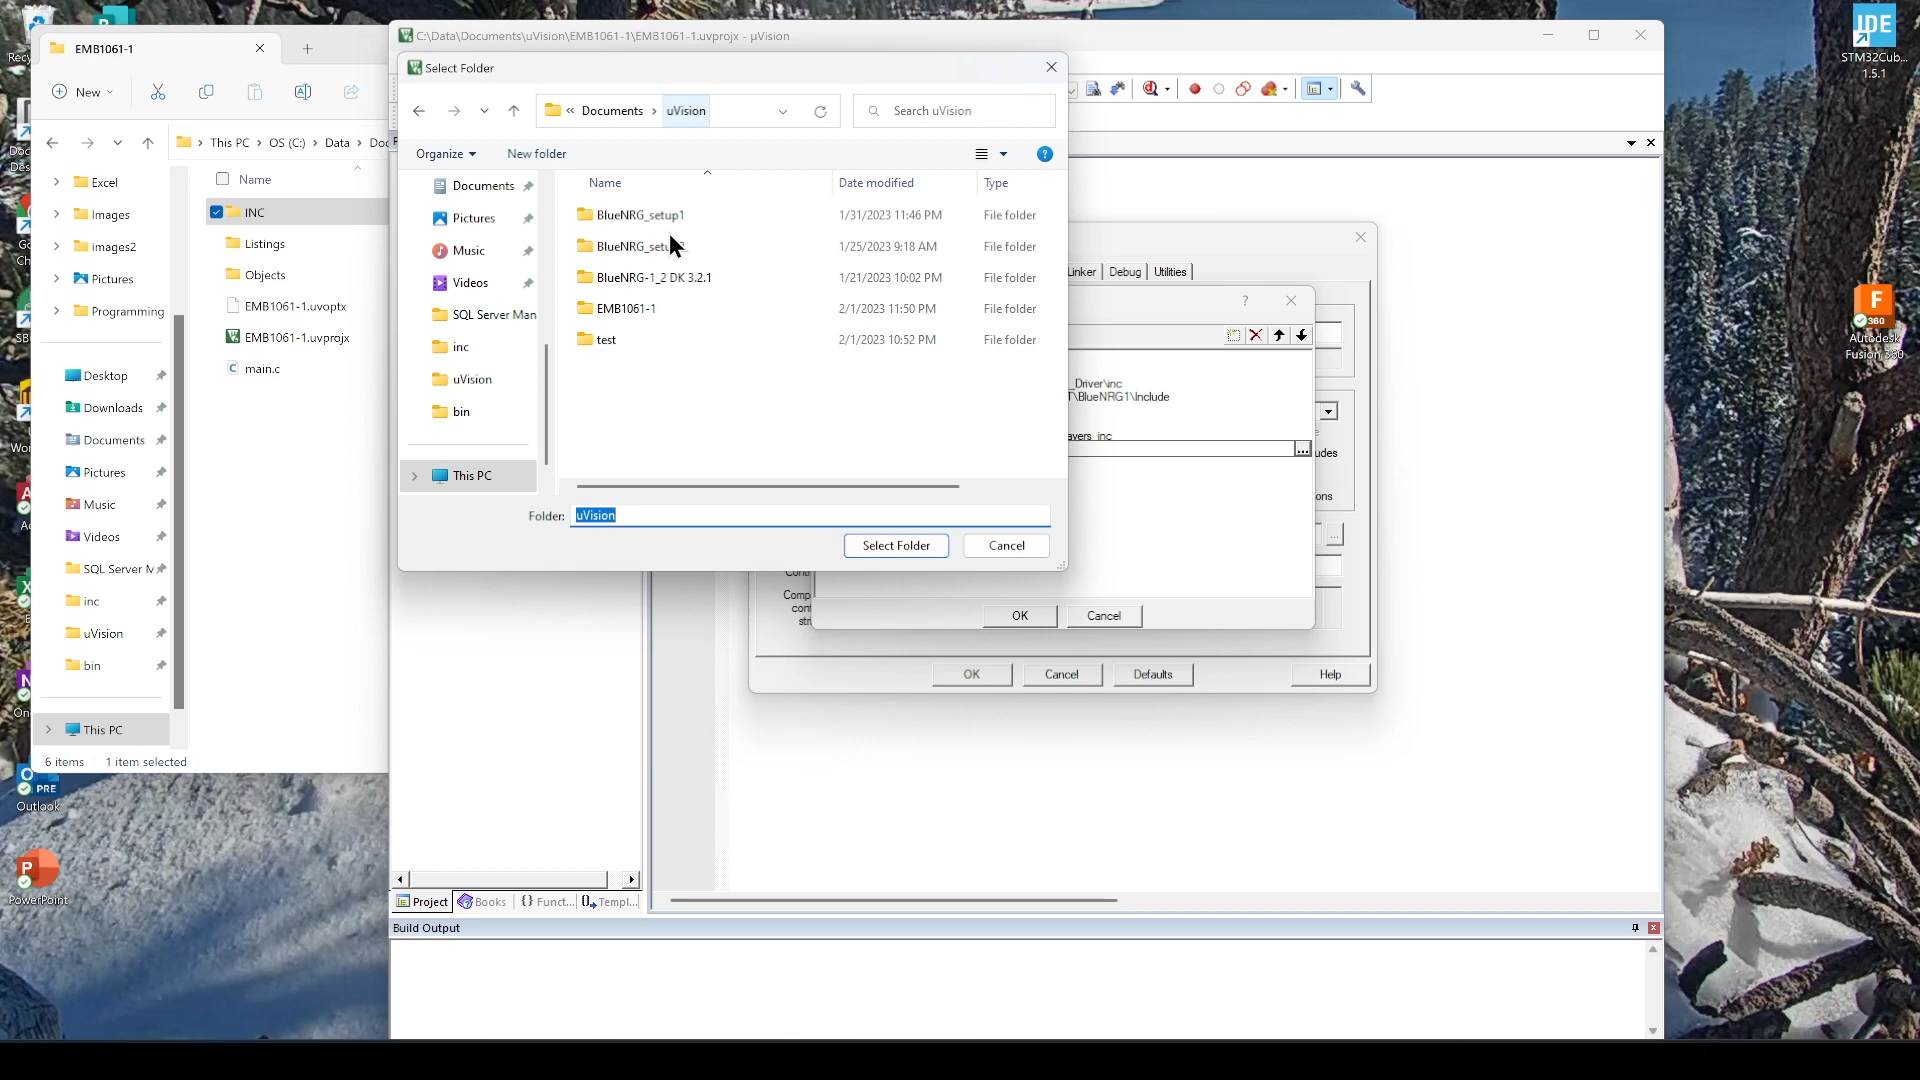 EMB1061-1
New
This PC > OS (C:) > Data >
Name
Excel
Images
images2
Pictures
Programming
Desktop
Downloads
Documents
Pictures
Music
Videos
SQL Server
inc
uVision
bin
This PC
INC
Listings
Objects
EMB1061-1.uvoptx
EMB1061-1.uvprojx
main.c
6 items 1 item selected
Outlook
PRE
PowerPoint
C:\Data\Documents\uVision\EMB1061-1\EMB1061-1.uvprojx - µVision
Select Folder
« Documents > uVision
Search uVision
Organize New folder
Documents
Pictures
Music
Videos
SQL Server Man
inc
uVision
bin
This PC
Name Date modified Type
BlueNRG_setup1 1/31/2023 11:46 PM File folder
1/25/2023 9:18 AM File folder
BlueNRG-1_2 DK 3.2.1 1/21/2023 10:02 PM File folder
EMB1061-1 2/1/2023 11:50 PM File folder
test 2/1/2023 10:52 PM File folder
Folder: uVision
Select Folder Cancel
Linker Debug Utilities
_Driver\inc
\BlueNRG1\Include
...
OK Cancel
OK Cancel Defaults Help
Project Books Funct... Templ...
Build Output
IDE
STM32Cub...
1.5.1
F
360
Autodesk
Fusion 360